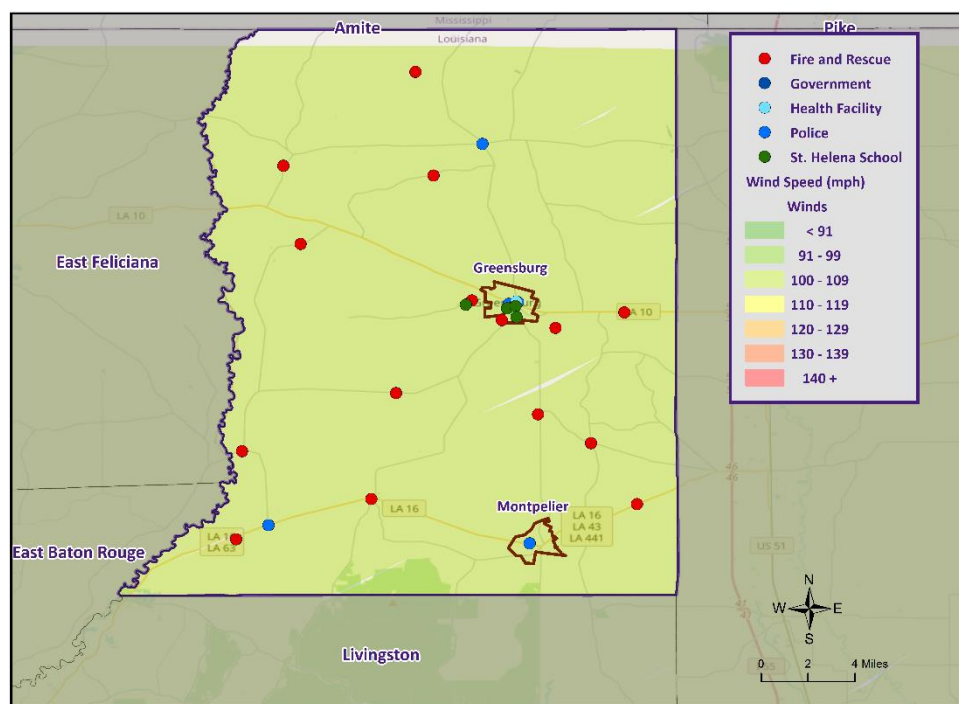 Mississippi
Amite
Pike
Louisiana
Fire and Rescue
Government
Health Facility
Police
St. Helena School
Wind Speed (mph)
Winds
< 91
91 - 99
100 - 109
110 - 119
120 - 129
130 - 139
140 +
LA 10
East Feliciana
Greensburg
LA 10
Montpelier
LA 16
LA 16
LA 43
LA 441
LA 63
East Baton Rouge
US 51
Livingston
N
W
E
S
0 2 4 Miles